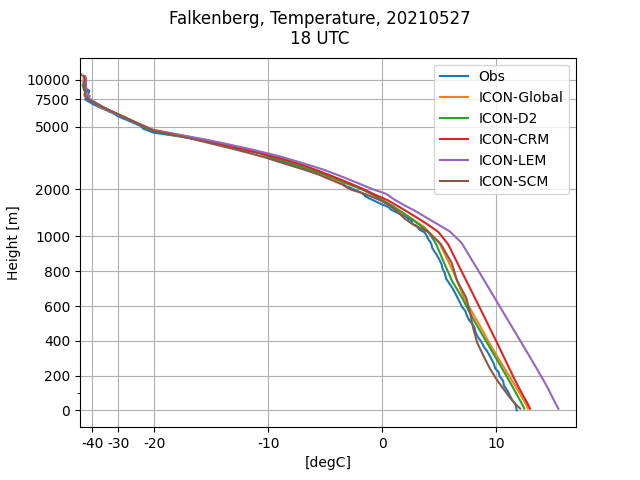 Falkenberg, Temperature, 20210527
18 UTC
Obs
ICON-Global
ICON-D2
ICON-CRM
ICON-LEM
ICON-SCM
Height [m]
10000
7500
5000
2000
1000
800
600
400
200
0
-40 -30 -20 -10 0 10
[degC]